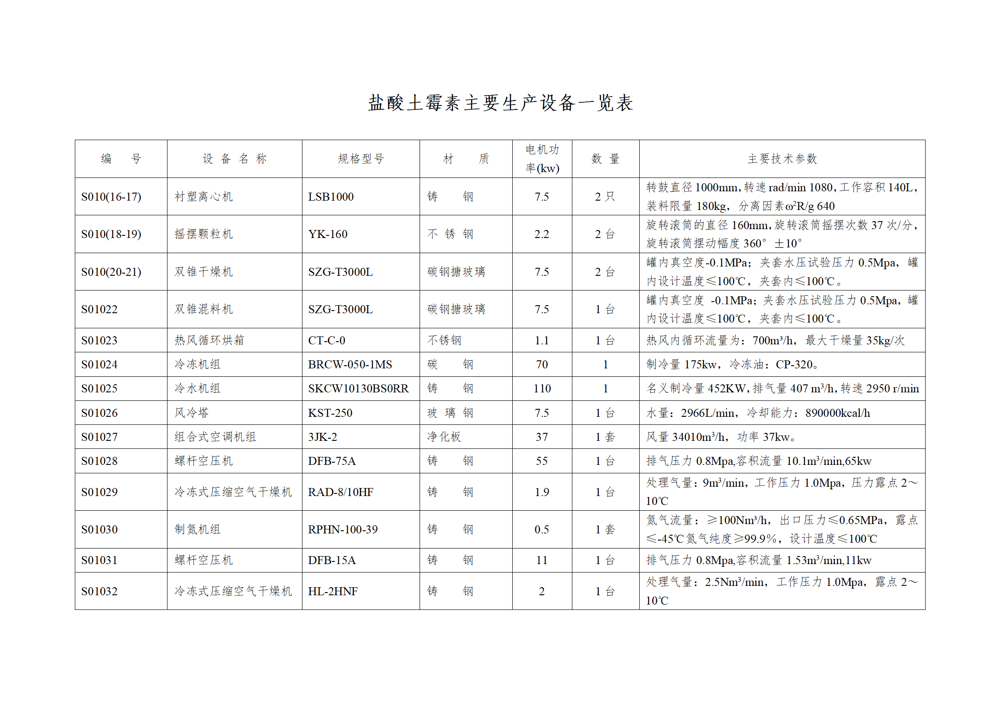 盐酸土霉素主要生产设备一览表
编 号 设 备 名 称 规格型号 材 质 电机功率(kw) 数 量 主要技术参数
S010(16-17) 衬塑离心机 LSB1000 铸 钢 7.5 2 只 转鼓直径 1000mm，转速 rad/min 1080，工作容积 140L，
装料限量 180kg，分离因素ω²R/g 640
S010(18-19) 摇摆颗粒机 YK-160 不 锈 钢 2.2 2 台 旋转滚筒的直径 160mm，旋转滚筒摇摆次数 37 次/分，
旋转滚筒摆动幅度 360°±10°
S010(20-21) 双锥干燥机 SZG-T3000L 碳钢搪玻璃 7.5 2 台 罐内真空度-0.1MPa；夹套水压试验压力 0.5Mpa，罐
内设计温度≤100℃，夹套内≤100℃。
S01022 双锥混料机 SZG-T3000L 碳钢搪玻璃 7.5 1 台 罐内真空度 -0.1MPa；夹套水压试验压力 0.5Mpa，罐
内设计温度≤100℃，夹套内≤100℃。
S01023 热风循环烘箱 CT-C-0 不锈钢 1.1 1 台 热风内循环流量为：700m³/h，最大干燥量 35kg/次
S01024 冷冻机组 BRCW-050-1MS 碳 钢 70 1 制冷量 175kw，冷冻油：CP-320。
S01025 冷水机组 SKCW10130BS0RR 铸 钢 110 1 名义制冷量 452KW，排气量 407 m³/h，转速 2950 r/min
S01026 风冷塔 KST-250 玻 璃 钢 7.5 1 台 水量：2966L/min，冷却能力：890000kcal/h
S01027 组合式空调机组 3JK-2 净化板 37 1 套 风量 34010m³/h，功率 37kw。
S01028 螺杆空压机 DFB-75A 铸 钢 55 1 台 排气压力 0.8Mpa,容积流量 10.1m³/min,65kw
S01029 冷冻式压缩空气干燥机 RAD-8/10HF 铸 钢 1.9 1 台 处理气量：9m³/min，工作压力 1.0Mpa，压力露点 2～
10℃
S01030 制氮机组 RPHN-100-39 铸 钢 0.5 1 套 氮气流量：≥100Nm³/h，出口压力≤0.65MPa，露点
≤-45℃氮气纯度≥99.9%，设计温度≤100℃
S01031 螺杆空压机 DFB-15A 铸 钢 11 1 台 排气压力 0.8Mpa,容积流量 1.53m³/min,11kw
S01032 冷冻式压缩空气干燥机 HL-2HNF 铸 钢 2 1 台 处理气量：2.5Nm³/min，工作压力 1.0Mpa，露点 2～
10℃